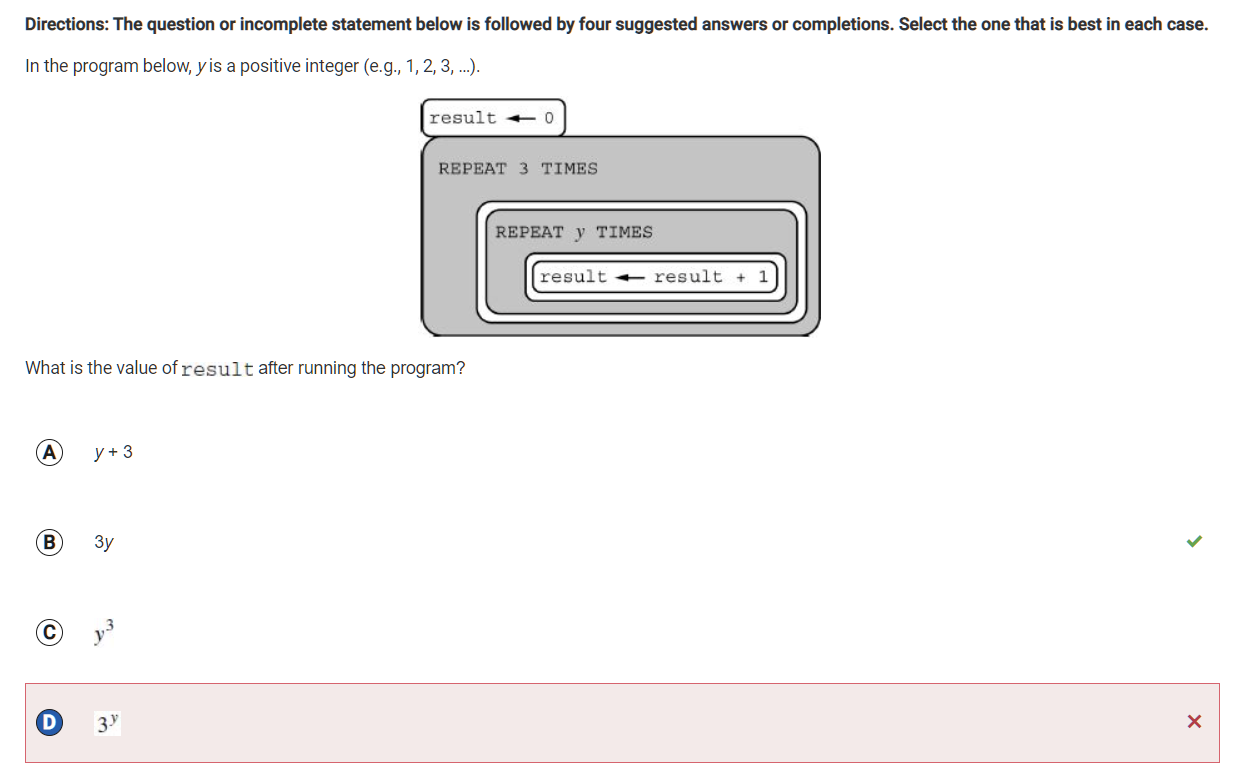 Directions: The question or incomplete statement below is followed by four suggested answers or completions. Select the one that is best in each case.
In the program below, y is a positive integer (e.g., 1, 2, 3, ...).
result ← 0
REPEAT 3 TIMES
REPEAT y TIMES
result ← result + 1
What is the value of result after running the program?
A y + 3
B 3y
C y³
D 3ʸ